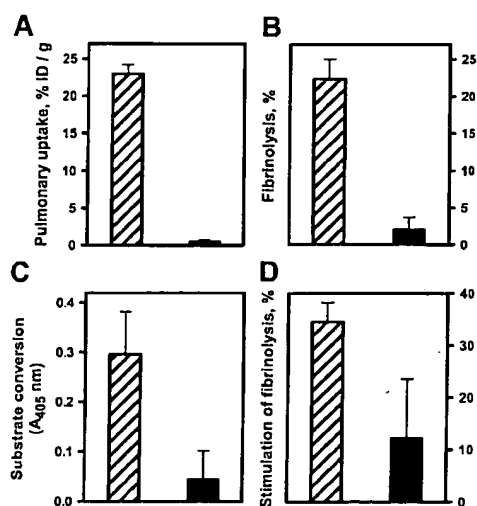 A
B
Pulmonary uptake, % ID / g
25
20
15
10
5
0
Fibrinolysis, %
25
20
15
10
5
0
C
D
Substrate conversion
(A405 nm)
0.4
0.3
0.2
0.1
0.0
Stimulation of fibrinolysis, %
40
30
20
10
0